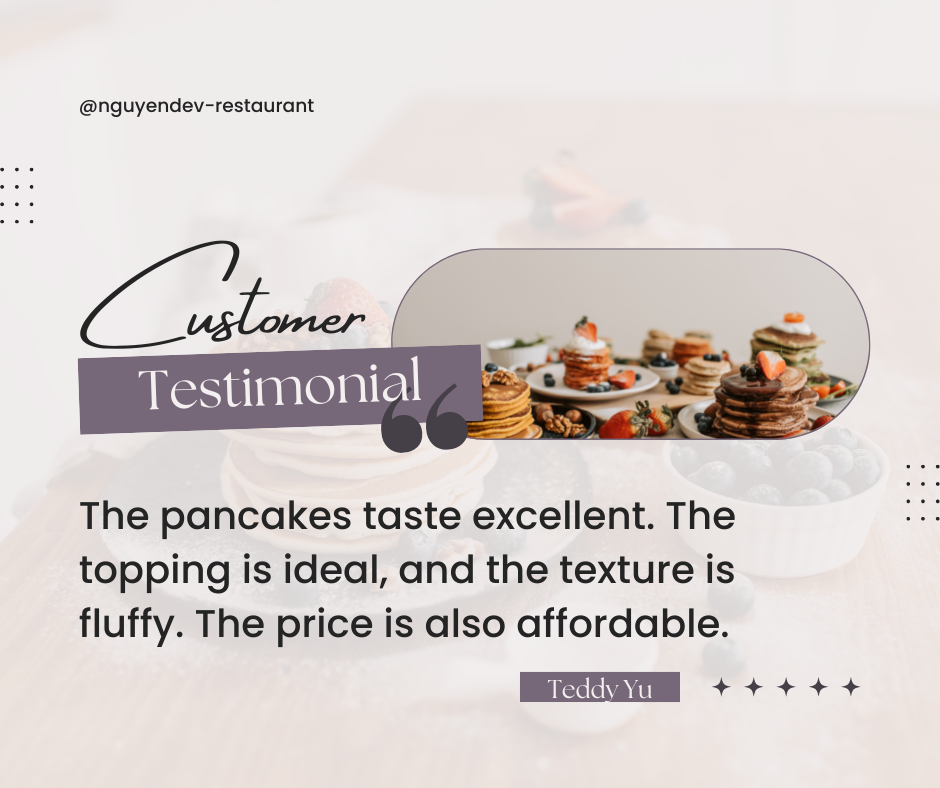 @nguyendev-restaurant
Customer
Testimonial
The pancakes taste excellent. The
topping is ideal, and the texture is
fluffy. The price is also affordable.
Teddy Yu